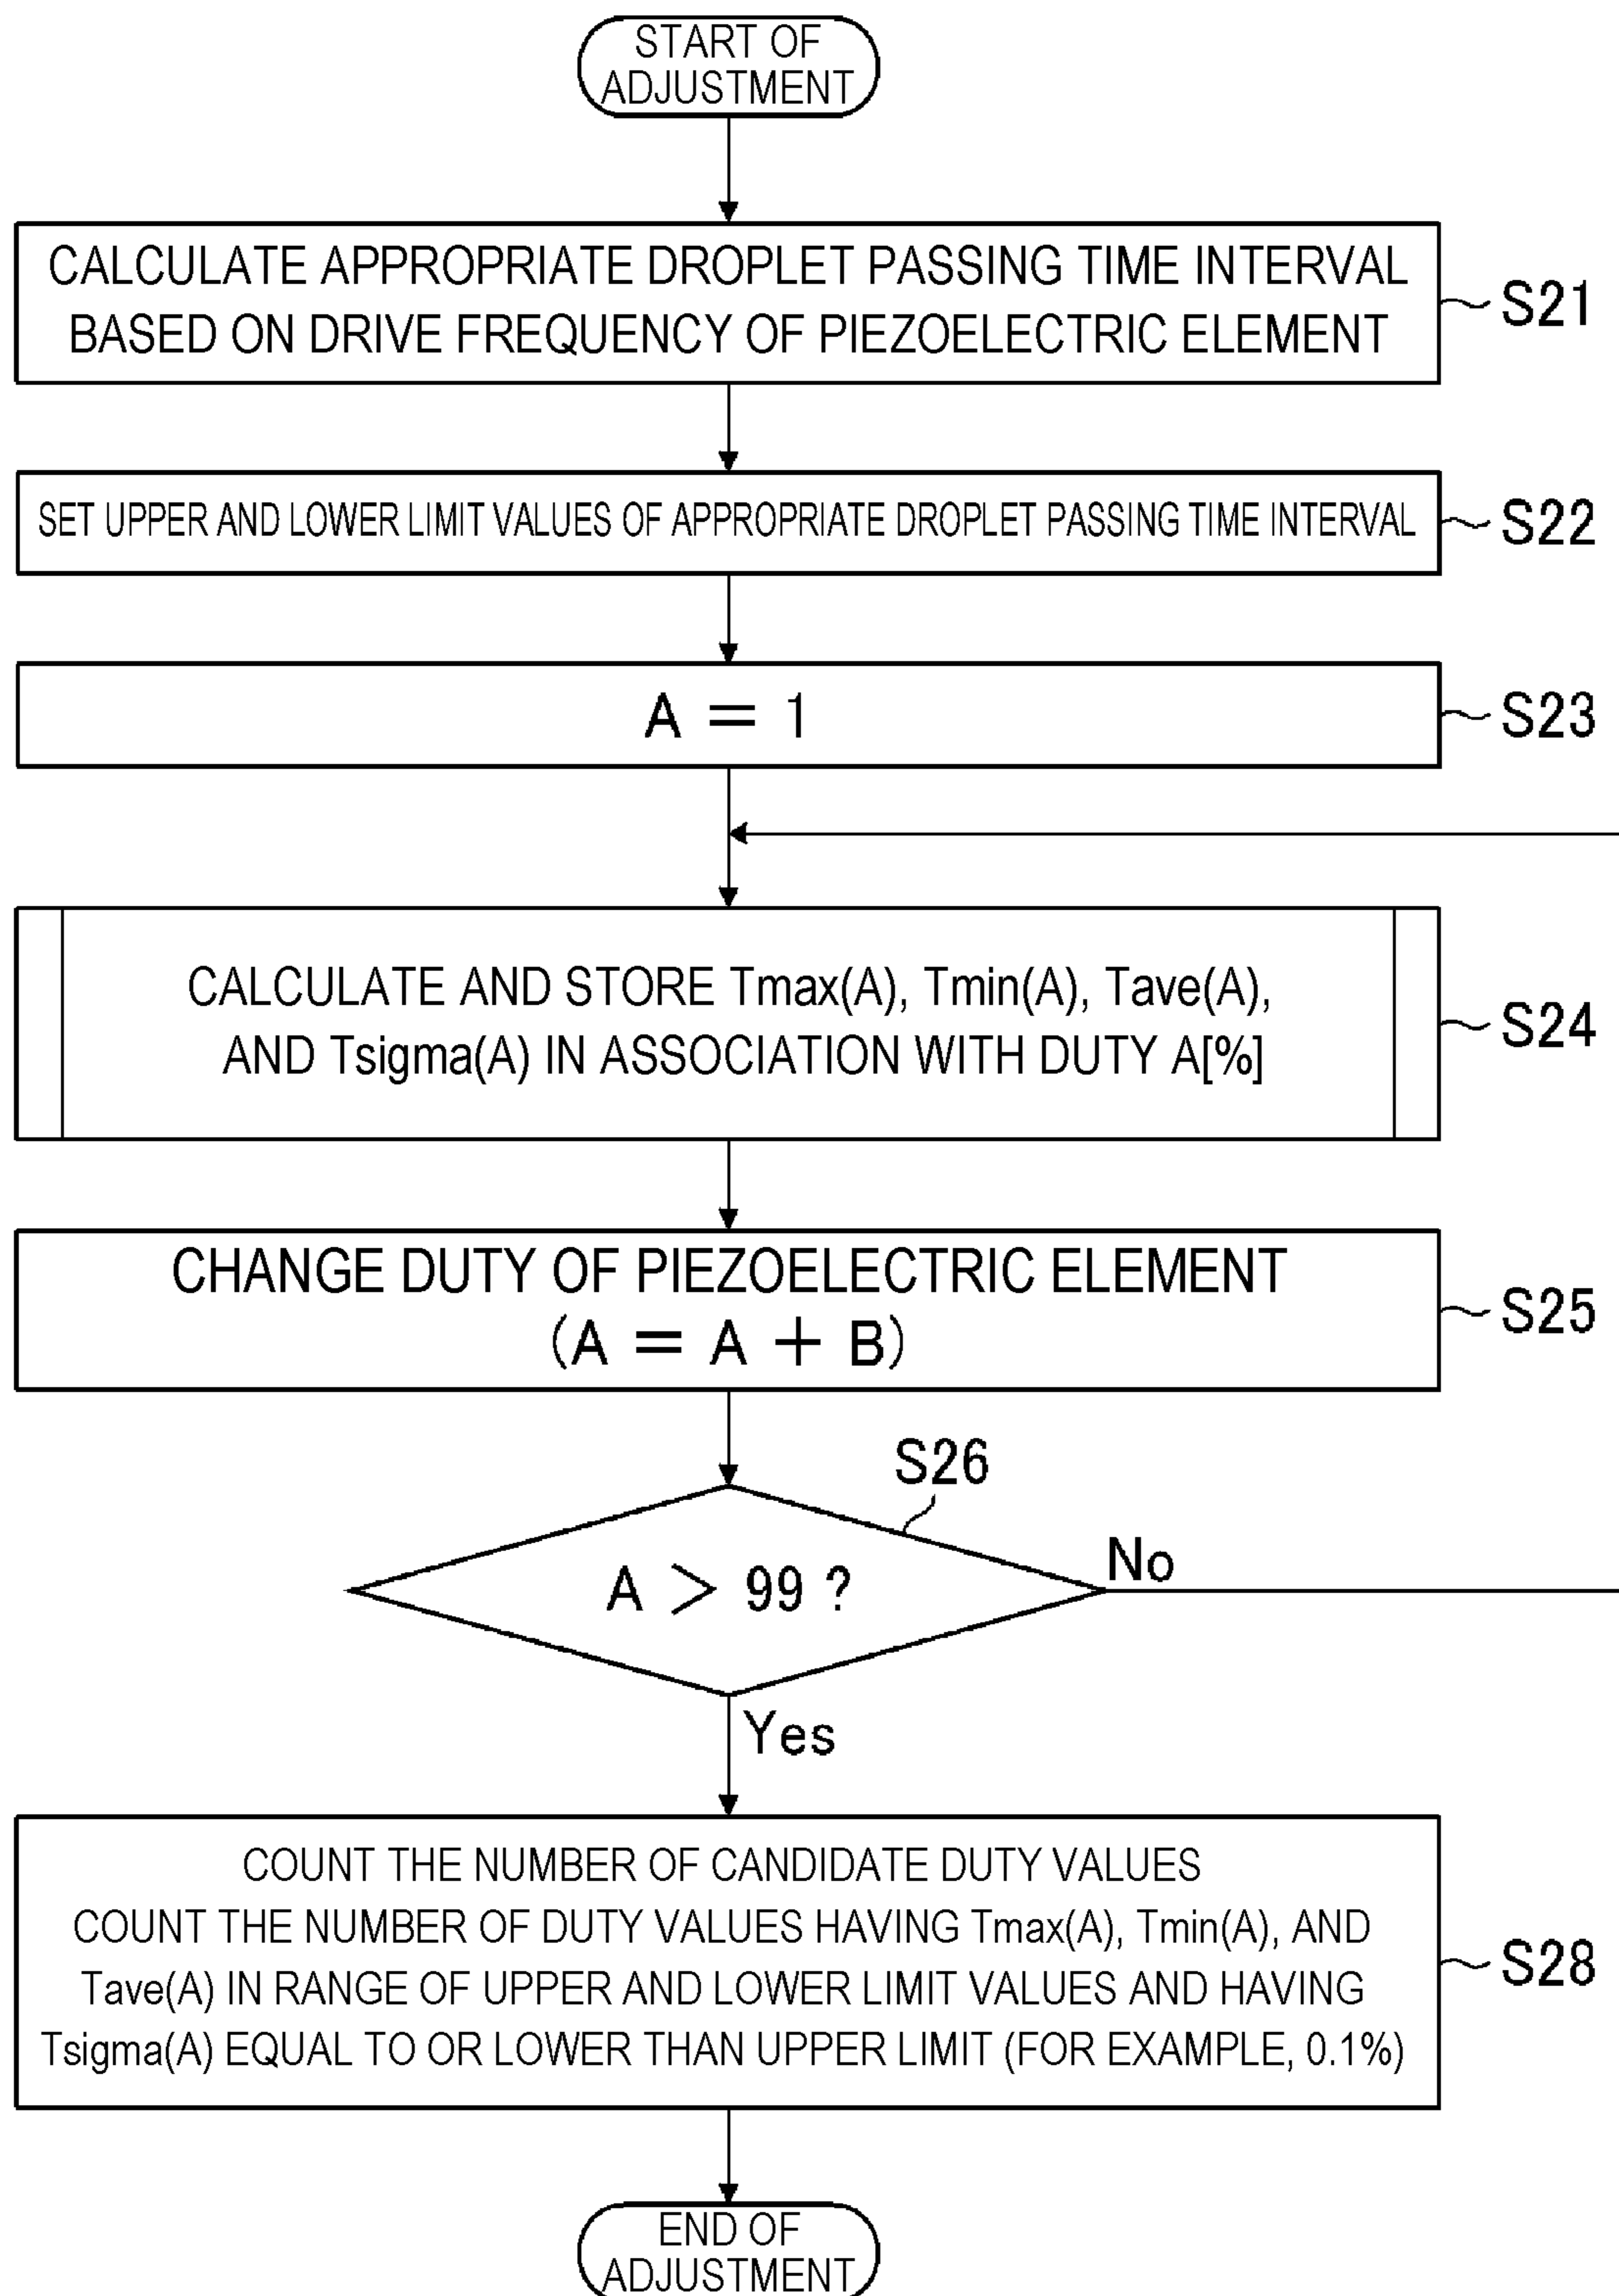 START OF
ADJUSTMENT
CALCULATE APPROPRIATE DROPLET PASSING TIME INTERVAL
BASED ON DRIVE FREQUENCY OF PIEZOELECTRIC ELEMENT
S21
SET UPPER AND LOWER LIMIT VALUES OF APPROPRIATE DROPLET PASSING TIME INTERVAL
S22
A = 1
S23
CALCULATE AND STORE Tmax(A), Tmin(A), Tave(A),
AND Tsigma(A) IN ASSOCIATION WITH DUTY A[%]
S24
CHANGE DUTY OF PIEZOELECTRIC ELEMENT
(A = A + B)
S25
S26
A > 99 ?
No
Yes
COUNT THE NUMBER OF CANDIDATE DUTY VALUES
COUNT THE NUMBER OF DUTY VALUES HAVING Tmax(A), Tmin(A), AND
Tave(A) IN RANGE OF UPPER AND LOWER LIMIT VALUES AND HAVING
Tsigma(A) EQUAL TO OR LOWER THAN UPPER LIMIT (FOR EXAMPLE, 0.1%)
S28
END OF
ADJUSTMENT